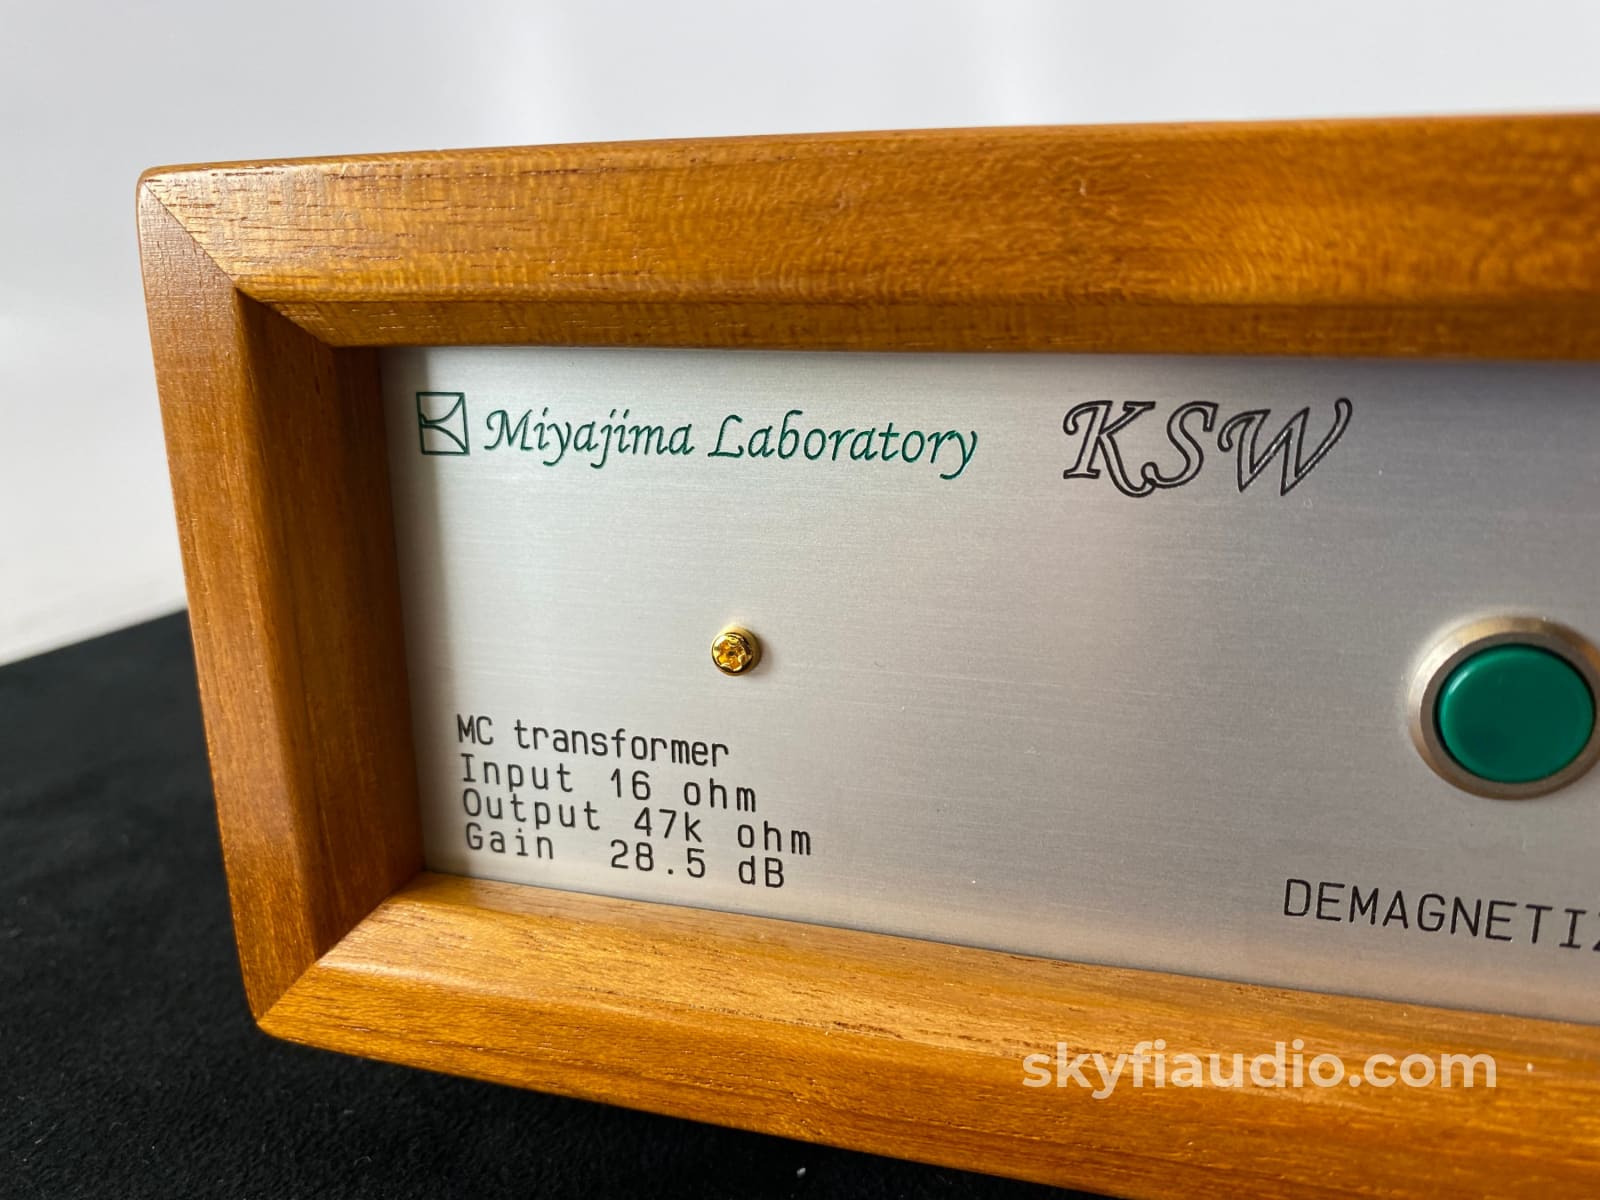 Miyajima Laboratory KSW
MC transformer
Input 16 ohm
Output 47k ohm
Gain 28.5 dB
skyfiaudio.com